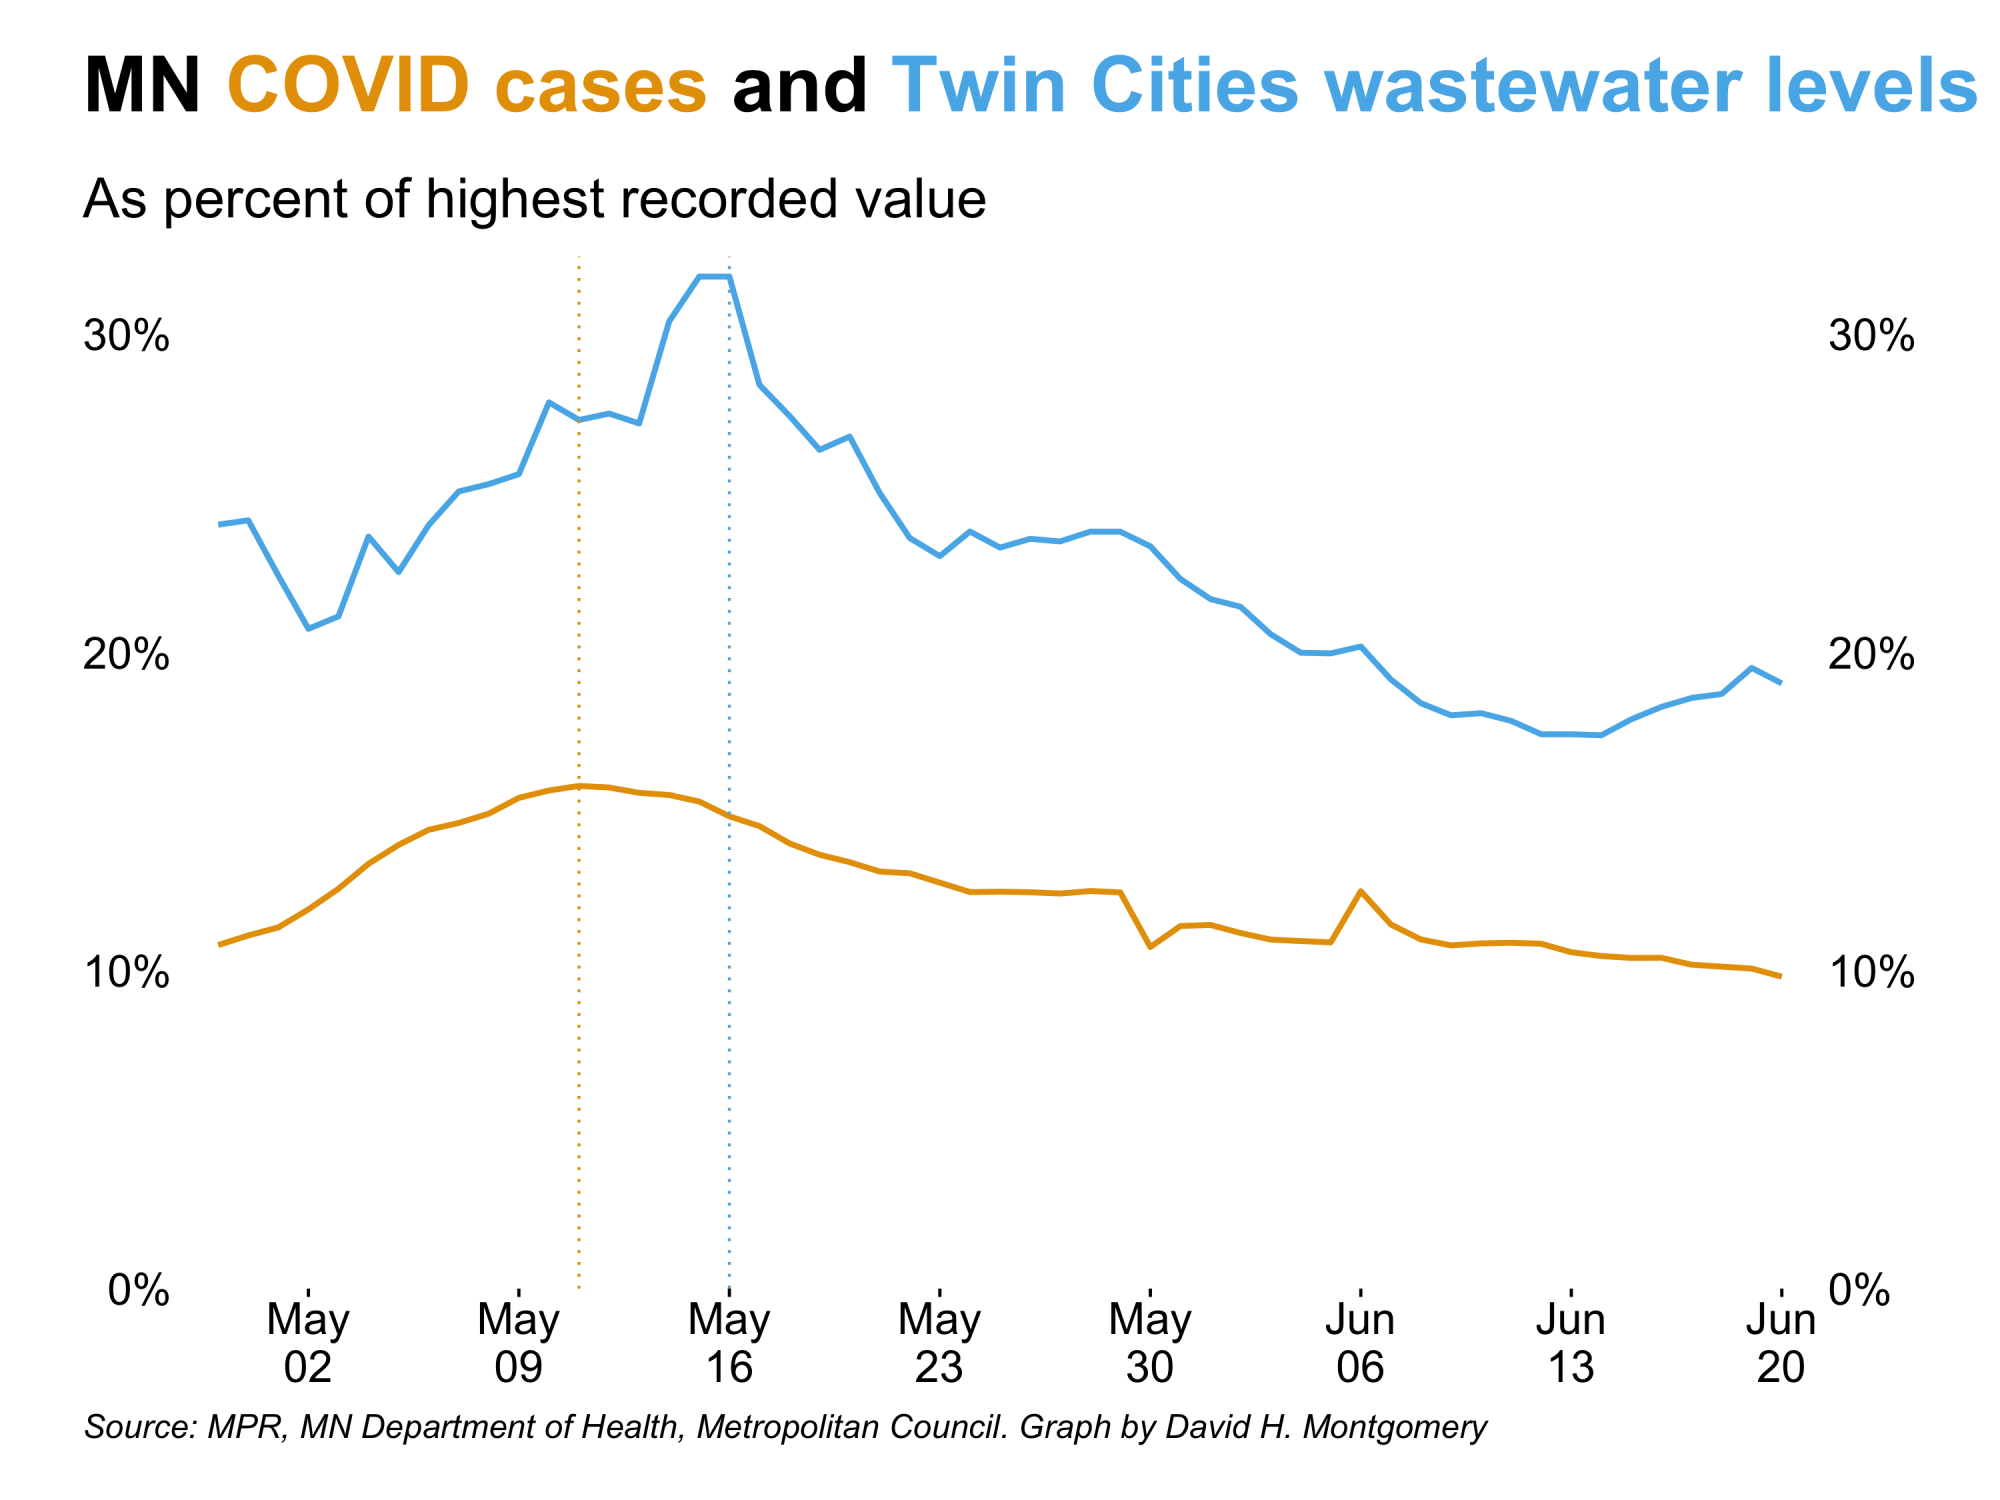 MN COVID cases and Twin Cities wastewater levels
As percent of highest recorded value
30% 30%
20% 20%
10% 10%
0% 0%
May May May May May Jun Jun Jun
02 09 16 23 30 06 13 20
Source: MPR, MN Department of Health, Metropolitan Council. Graph by David H. Montgomery